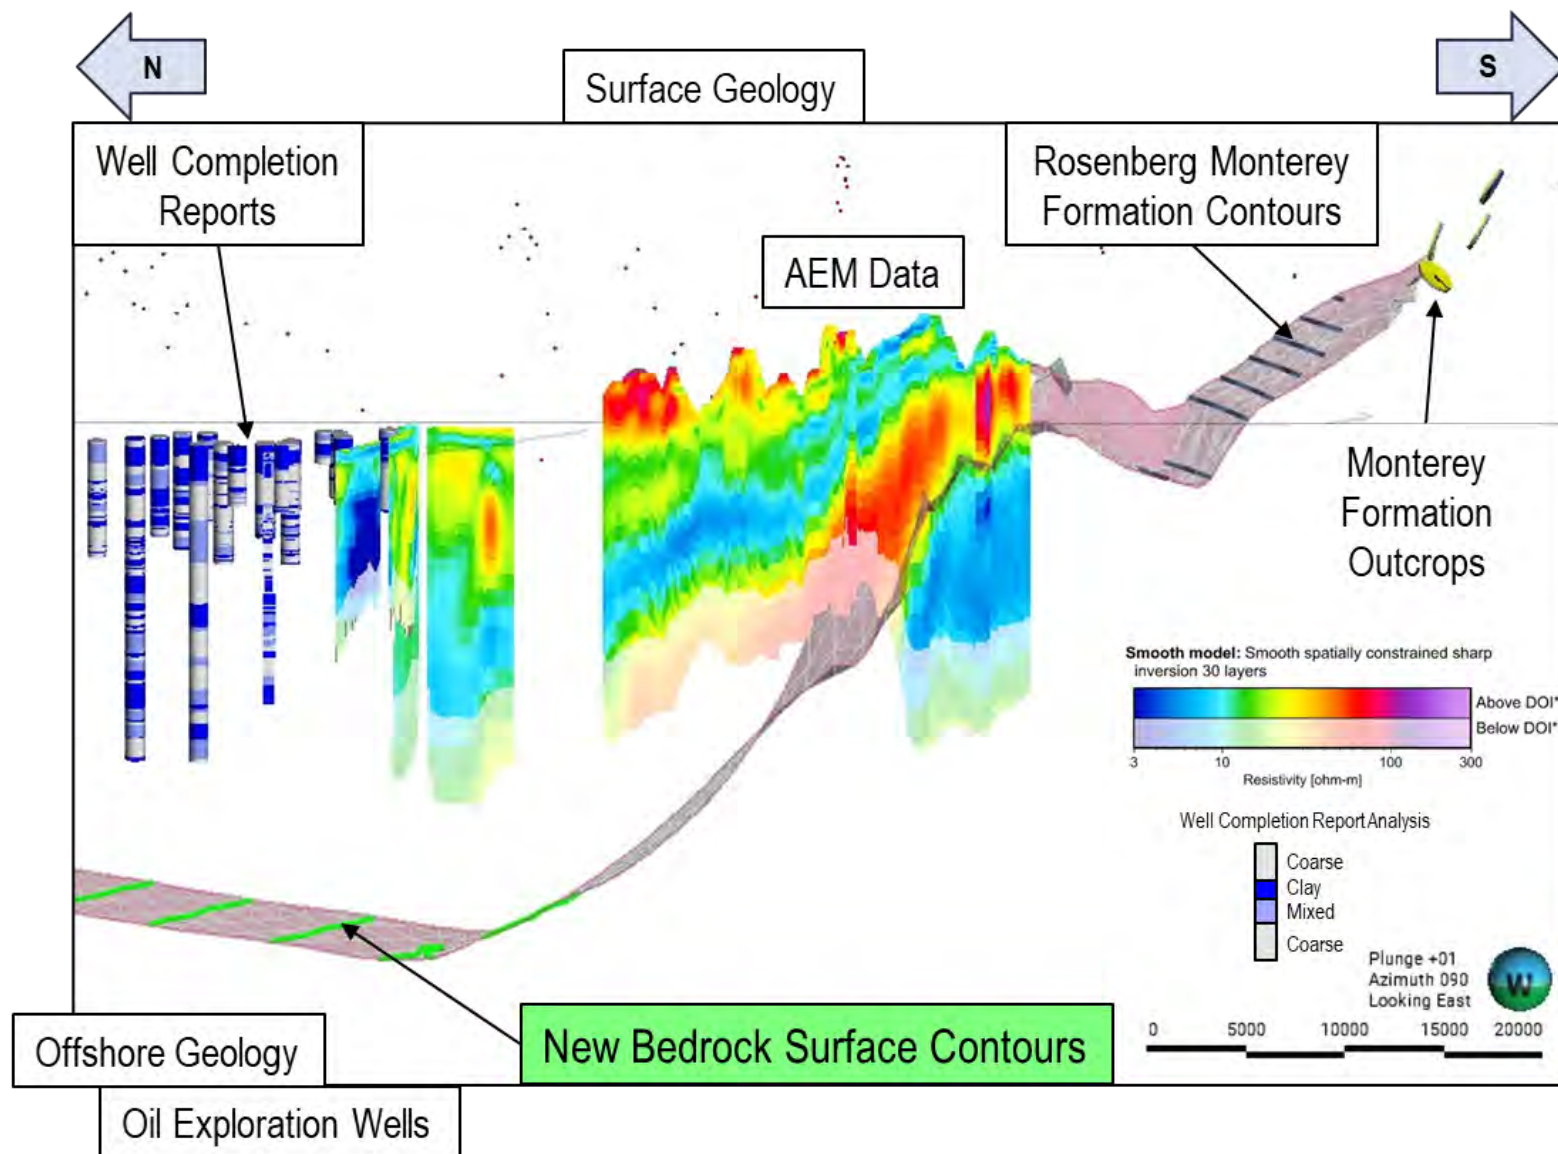 N
S
Surface Geology
Well Completion
Reports
Rosenberg Monterey
Formation Contours
AEM Data
Monterey
Formation
Outcrops
Smooth model: Smooth spatially constrained sharp
inversion 30 layers
Above DOI*
Below DOI*
3 10 100 300
Resistivity [ohm-m]
Well Completion Report Analysis
Coarse
Clay
Mixed
Coarse
Plunge +01
Azimuth 090
Looking East
W
0 5000 10000 15000 20000
New Bedrock Surface Contours
Offshore Geology
Oil Exploration Wells